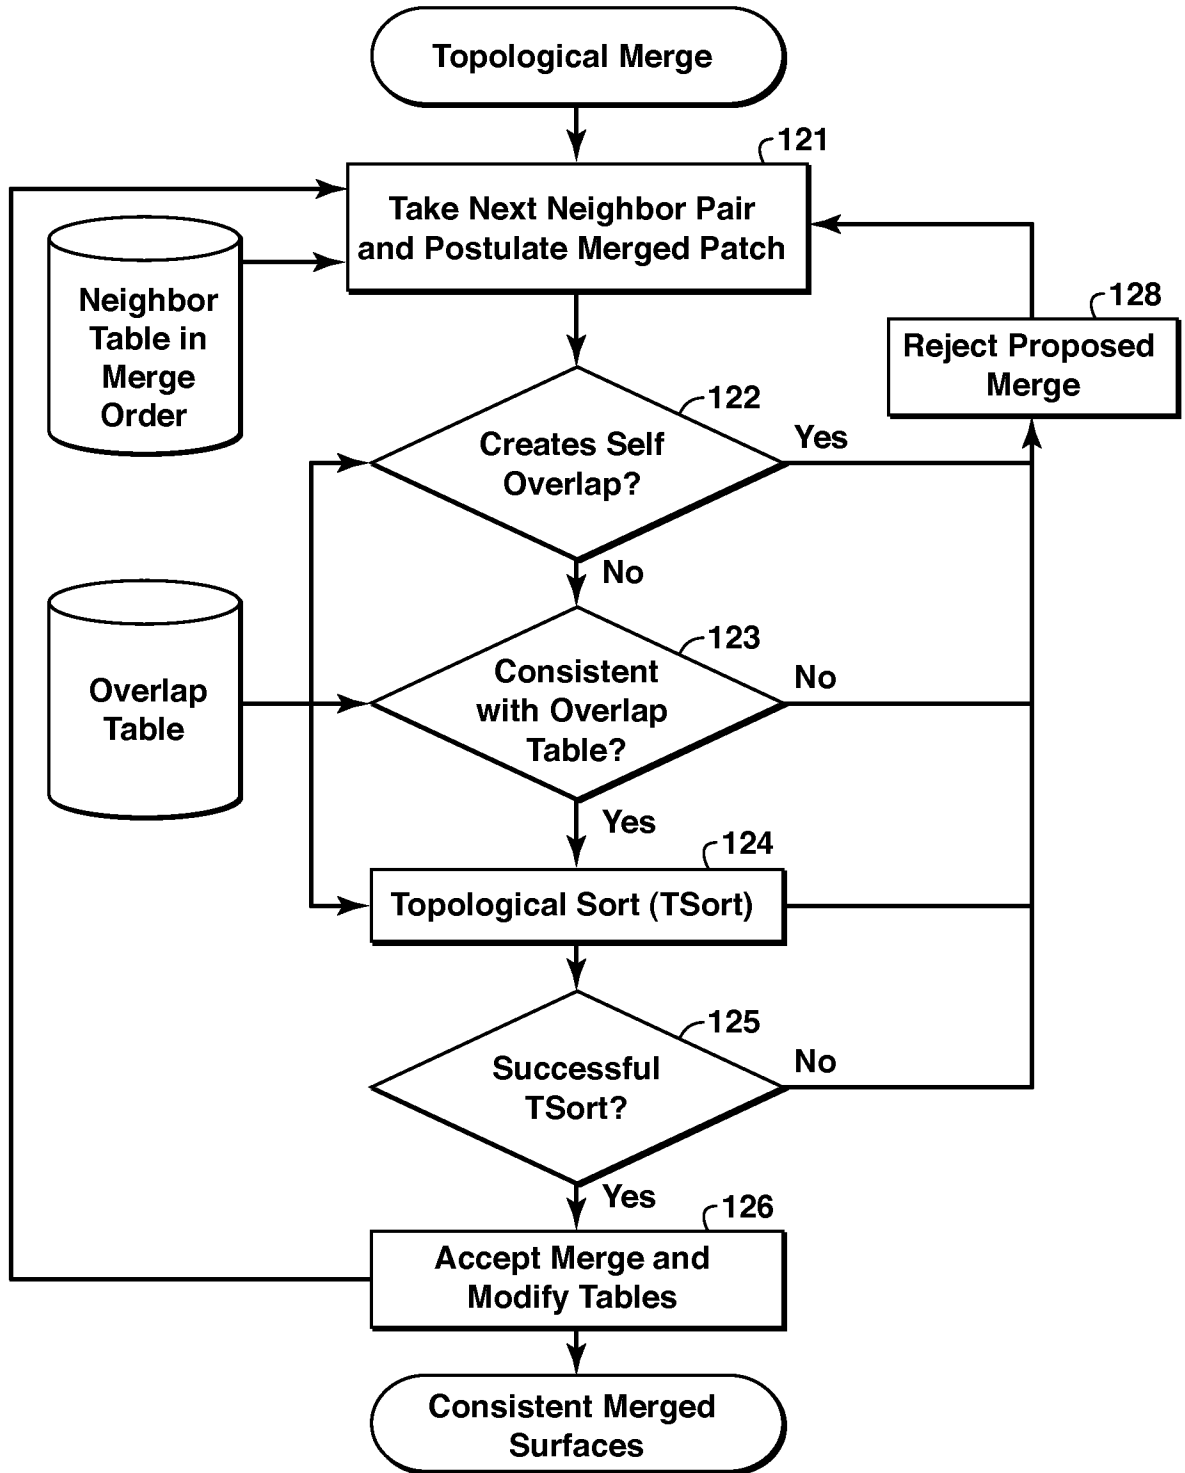 Topological Merge
121
Take Next Neighbor Pair
and Postulate Merged Patch
Neighbor
Table in
Merge
Order
128
Reject Proposed
Merge
122
Creates Self
Overlap?
Yes
No
Overlap
Table
123
Consistent
with Overlap
Table?
No
Yes
124
Topological Sort (TSort)
125
Successful
TSort?
No
Yes
126
Accept Merge and
Modify Tables
Consistent Merged
Surfaces